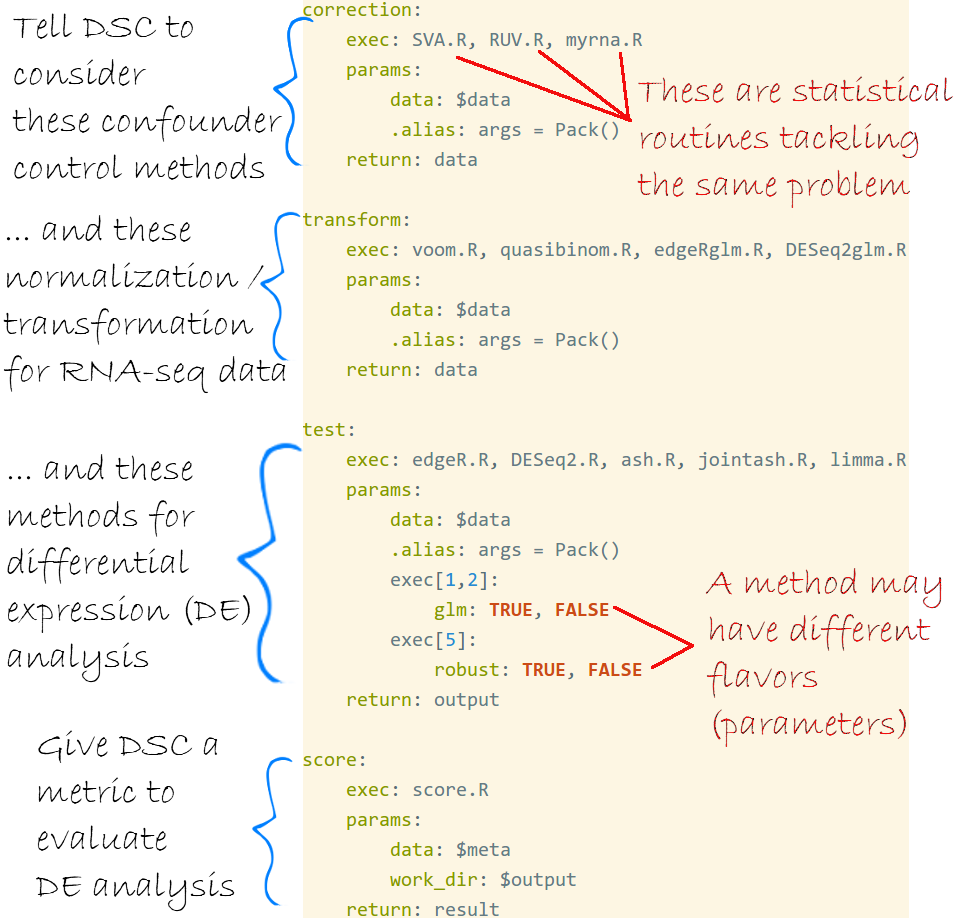 Tell DSC to
consider
these confounder
control methods
correction:
exec: SVA.R, RUV.R, myrna.R
params:
data: $data
.alias: args = Pack()
return: data
These are statistical
routines tackling
the same problem
... and these
normalization /
transformation
for RNA-seq data
transform:
exec: voom.R, quasibinom.R, edgeRglm.R, DESeq2glm.R
params:
data: $data
.alias: args = Pack()
return: data
... and these
methods for
differential
expression (DE)
analysis
test:
exec: edgeR.R, DESeq2.R, ash.R, jointash.R, limma.R
params:
data: $data
.alias: args = Pack()
exec[1,2]:
glm: TRUE, FALSE
exec[5]:
robust: TRUE, FALSE
return: output
A method may
have different
flavors
(parameters)
Give DSC a
metric to
evaluate
DE analysis
score:
exec: score.R
params:
data: $meta
work_dir: $output
return: result